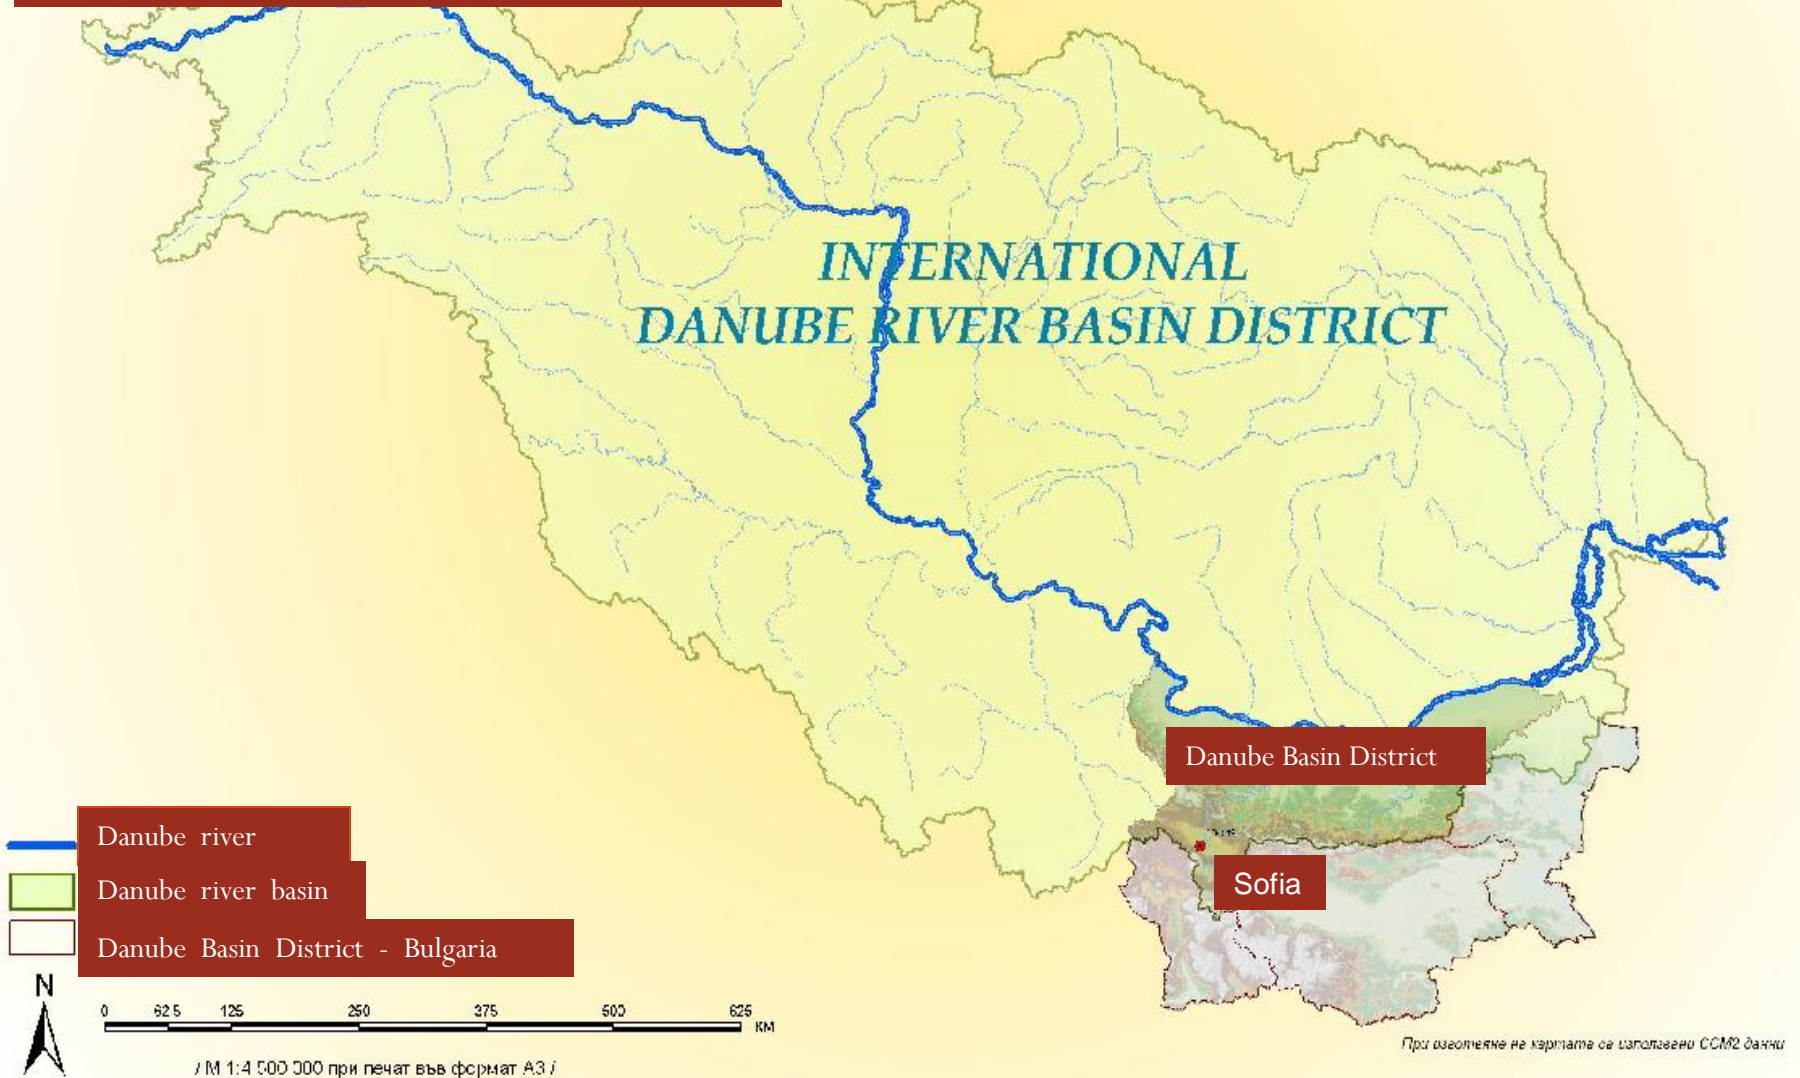 INTERNATIONAL
DANUBE RIVER BASIN DISTRICT
Danube Basin District
Sofia
Danube river
Danube river basin
Danube Basin District - Bulgaria
N
0 62.5 125 250 375 500 625
КМ
/ М 1:4 500 000 при печат във формат А3 /
При изготвяне на картата са използвани CCM2 данни